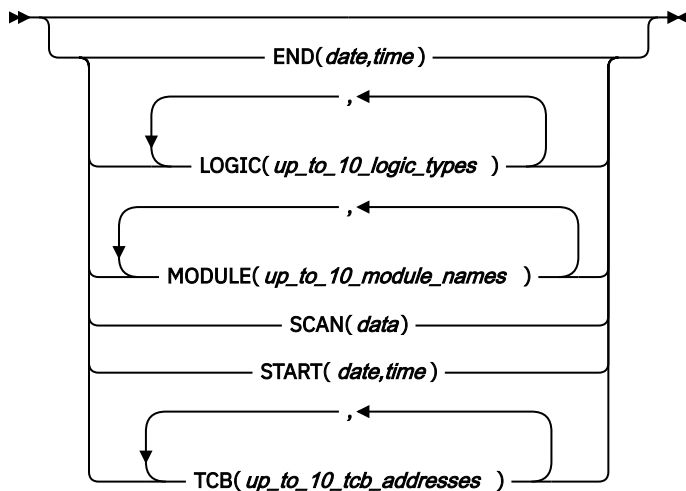 END( date,time )
,
LOGIC( up_to_10_logic_types )
,
MODULE( up_to_10_module_names )
SCAN( data)
START( date,time )
,
TCB( up_to_10_tcb_addresses )